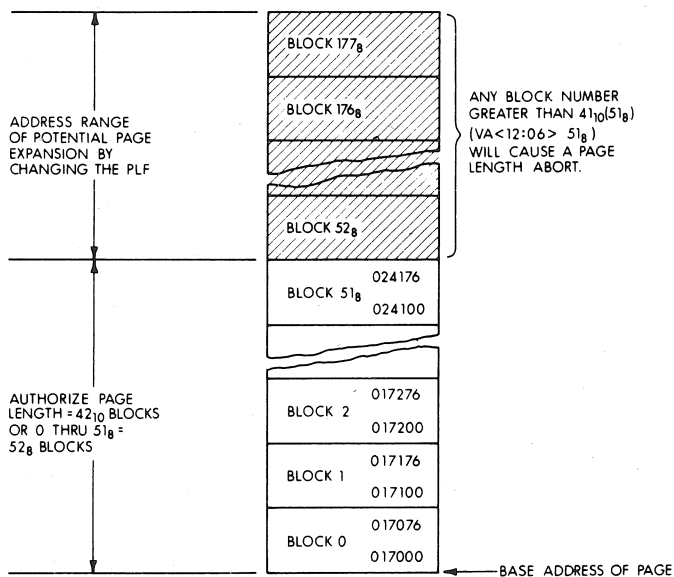 BLOCK 177₈
BLOCK 176₈
ADDRESS RANGE
OF POTENTIAL PAGE
EXPANSION BY
CHANGING THE PLF
ANY BLOCK NUMBER
GREATER THAN 41₁₀(51₈)
(VA<12:06> 51₈)
WILL CAUSE A PAGE
LENGTH ABORT.
BLOCK 52₈
BLOCK 51₈
024176
024100
AUTHORIZE PAGE
LENGTH = 42₁₀ BLOCKS
OR 0 THRU 51₈ =
52₈ BLOCKS
BLOCK 2
017276
017200
BLOCK 1
017176
017100
BLOCK 0
017076
017000
BASE ADDRESS OF PAGE